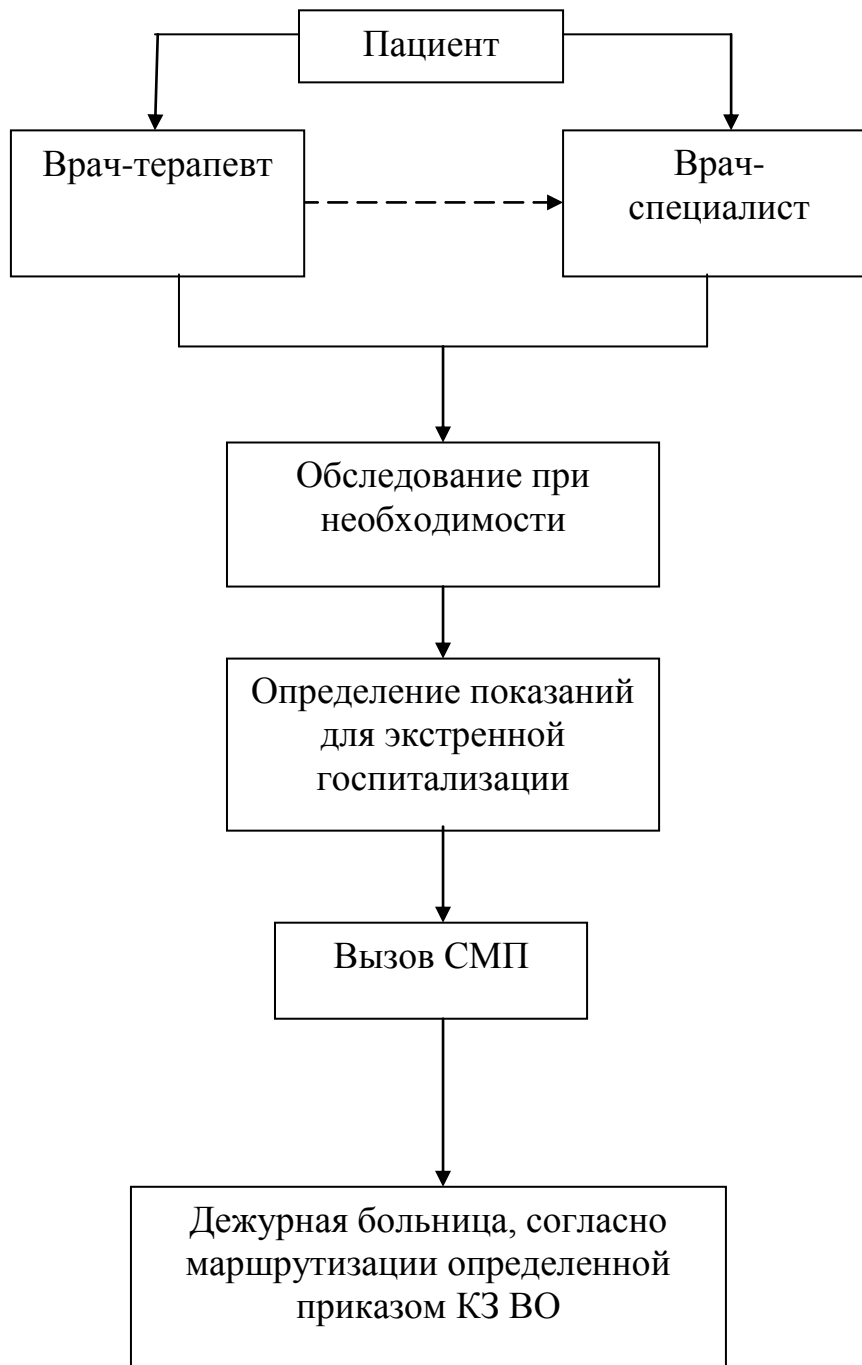 Пациент
Врач-терапевт
Врач-
специалист
Обследование при
необходимости
Определение показаний
для экстренной
госпитализации
Вызов СМП
Дежурная больница, согласно
маршрутизации определенной
приказом КЗ ВО